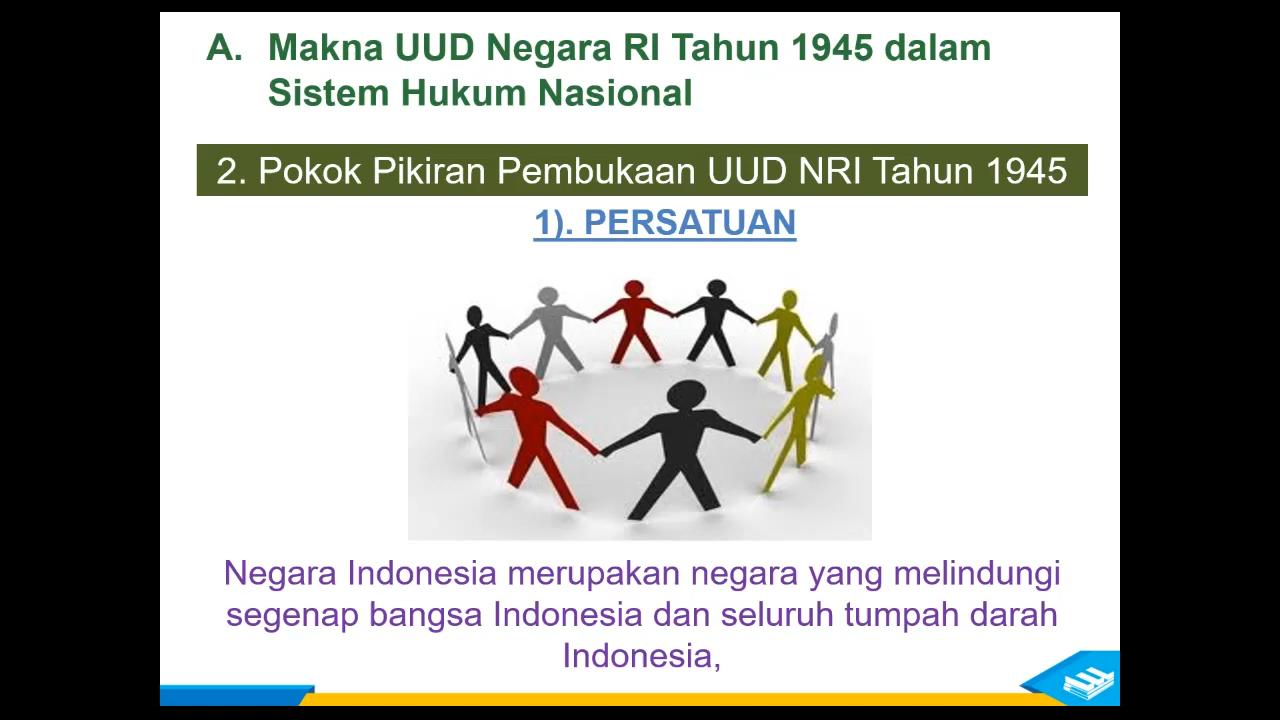 A. Makna UUD Negara RI Tahun 1945 dalam
Sistem Hukum Nasional
2. Pokok Pikiran Pembukaan UUD NRI Tahun 1945
1). PERSATUAN
Negara Indonesia merupakan negara yang melindungi
segenap bangsa Indonesia dan seluruh tumpah darah
Indonesia,